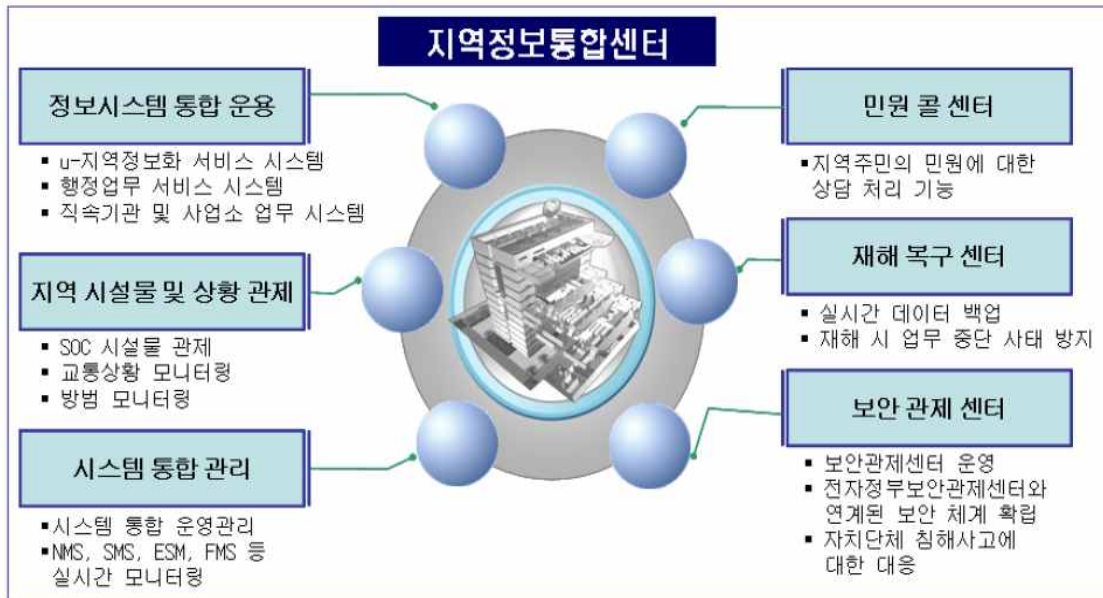 지역정보통합센터
정보시스템 통합 운용
▪ u-지역정보화 서비스 시스템
▪ 행정업무 서비스 시스템
▪ 직속기관 및 사업소 업무 시스템
지역 시설물 및 상황 관제
▪ SOC 시설물 관제
▪ 교통상황 모니터링
▪ 방범 모니터링
시스템 통합 관리
▪시스템 통합 운영관리
▪NMS, SMS, ESM, FMS 등
실시간 모니터링
민원 콜 센터
▪지역주민의 민원에 대한
상담 처리 기능
재해 복구 센터
▪ 실시간 데이터 백업
▪ 재해 시 업무 중단 사태 방지
보안 관제 센터
▪ 보안관제센터 운영
▪ 전자정부보안관제센터와
연계된 보안 체계 확립
▪ 자치단체 침해사고에
대한 대응